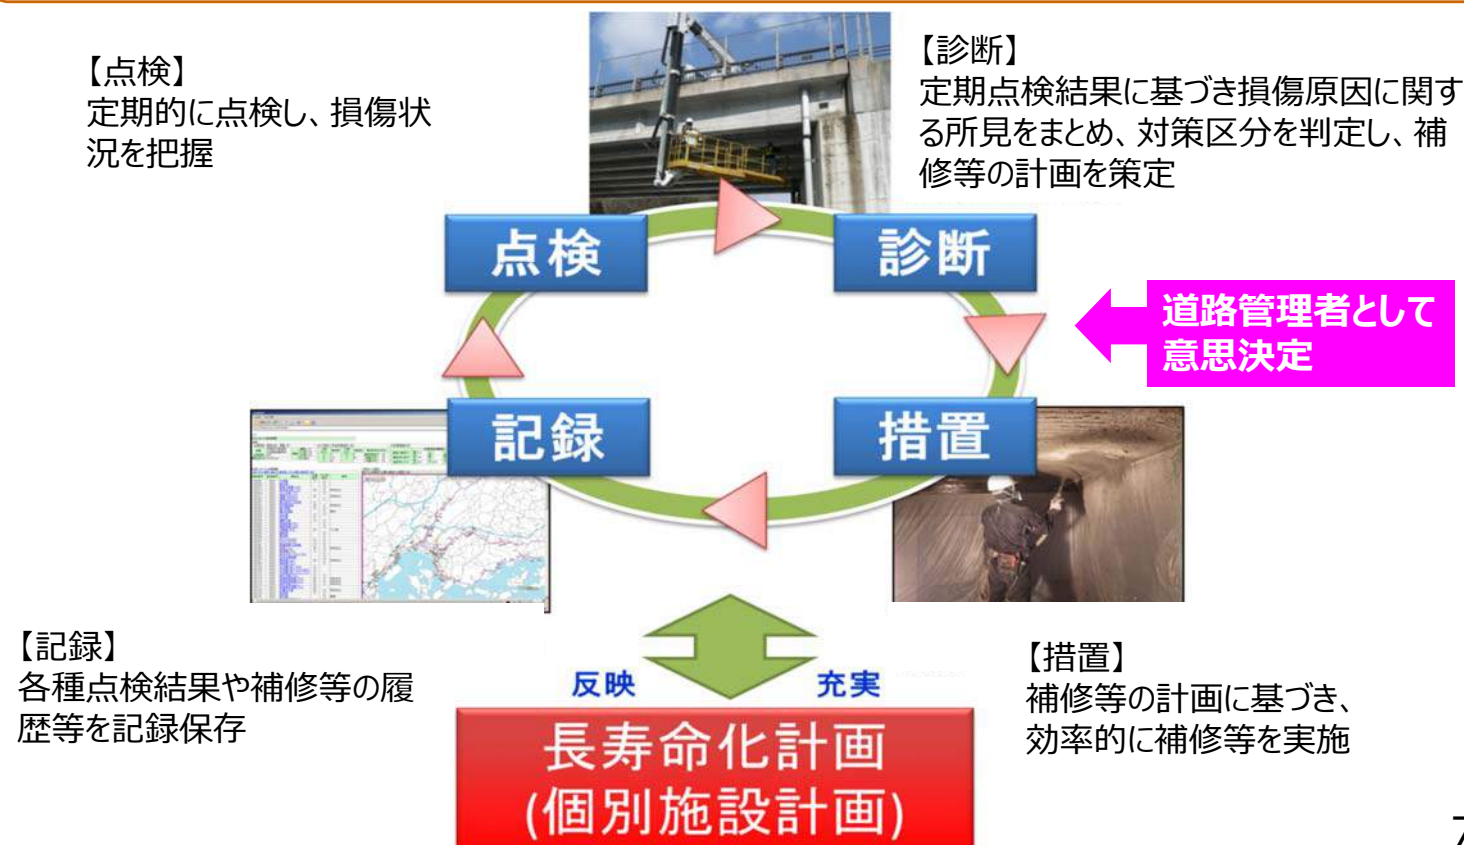 【点検】
定期的に点検し、損傷状
況を把握
【診断】
定期点検結果に基づき損傷原因に関す
る所見をまとめ、対策区分を判定し、補
修等の計画を策定
点検
診断
道路管理者として
意思決定
記録
措置
【記録】
各種点検結果や補修等の履
歴等を記録保存
【措置】
補修等の計画に基づき、
効率的に補修等を実施
反映
充実
長寿命化計画
(個別施設計画)
7